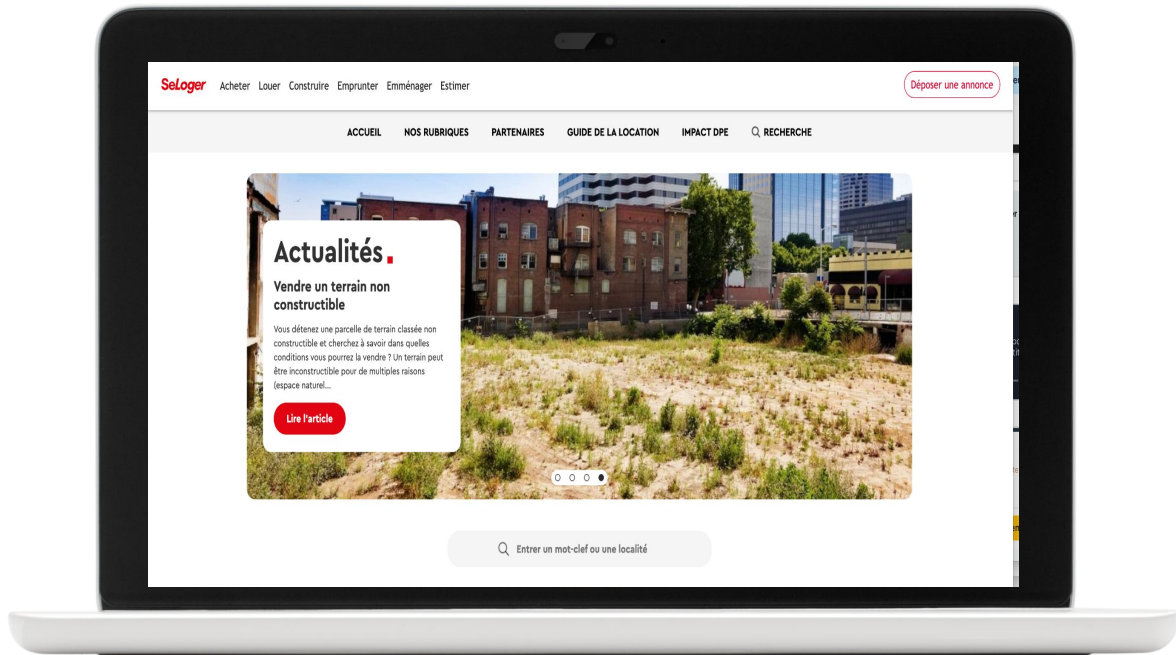 SeLoger Acheter Louer Construire Emprunter Emménager Estimer Déposer une annonce
ACCUEIL NOS RUBRIQUES PARTENAIRES GUIDE DE LA LOCATION IMPACT DPE RECHERCHE
Actualités.
Vendre un terrain non
constructible
Vous détenez une parcelle de terrain classée non
constructible et cherchez à savoir dans quelles
conditions vous pourrez la vendre ? Un terrain peut
être inconstructible pour de multiples raisons
(espace naturel...
Lire l'article
Entrer un mot-clef ou une localité